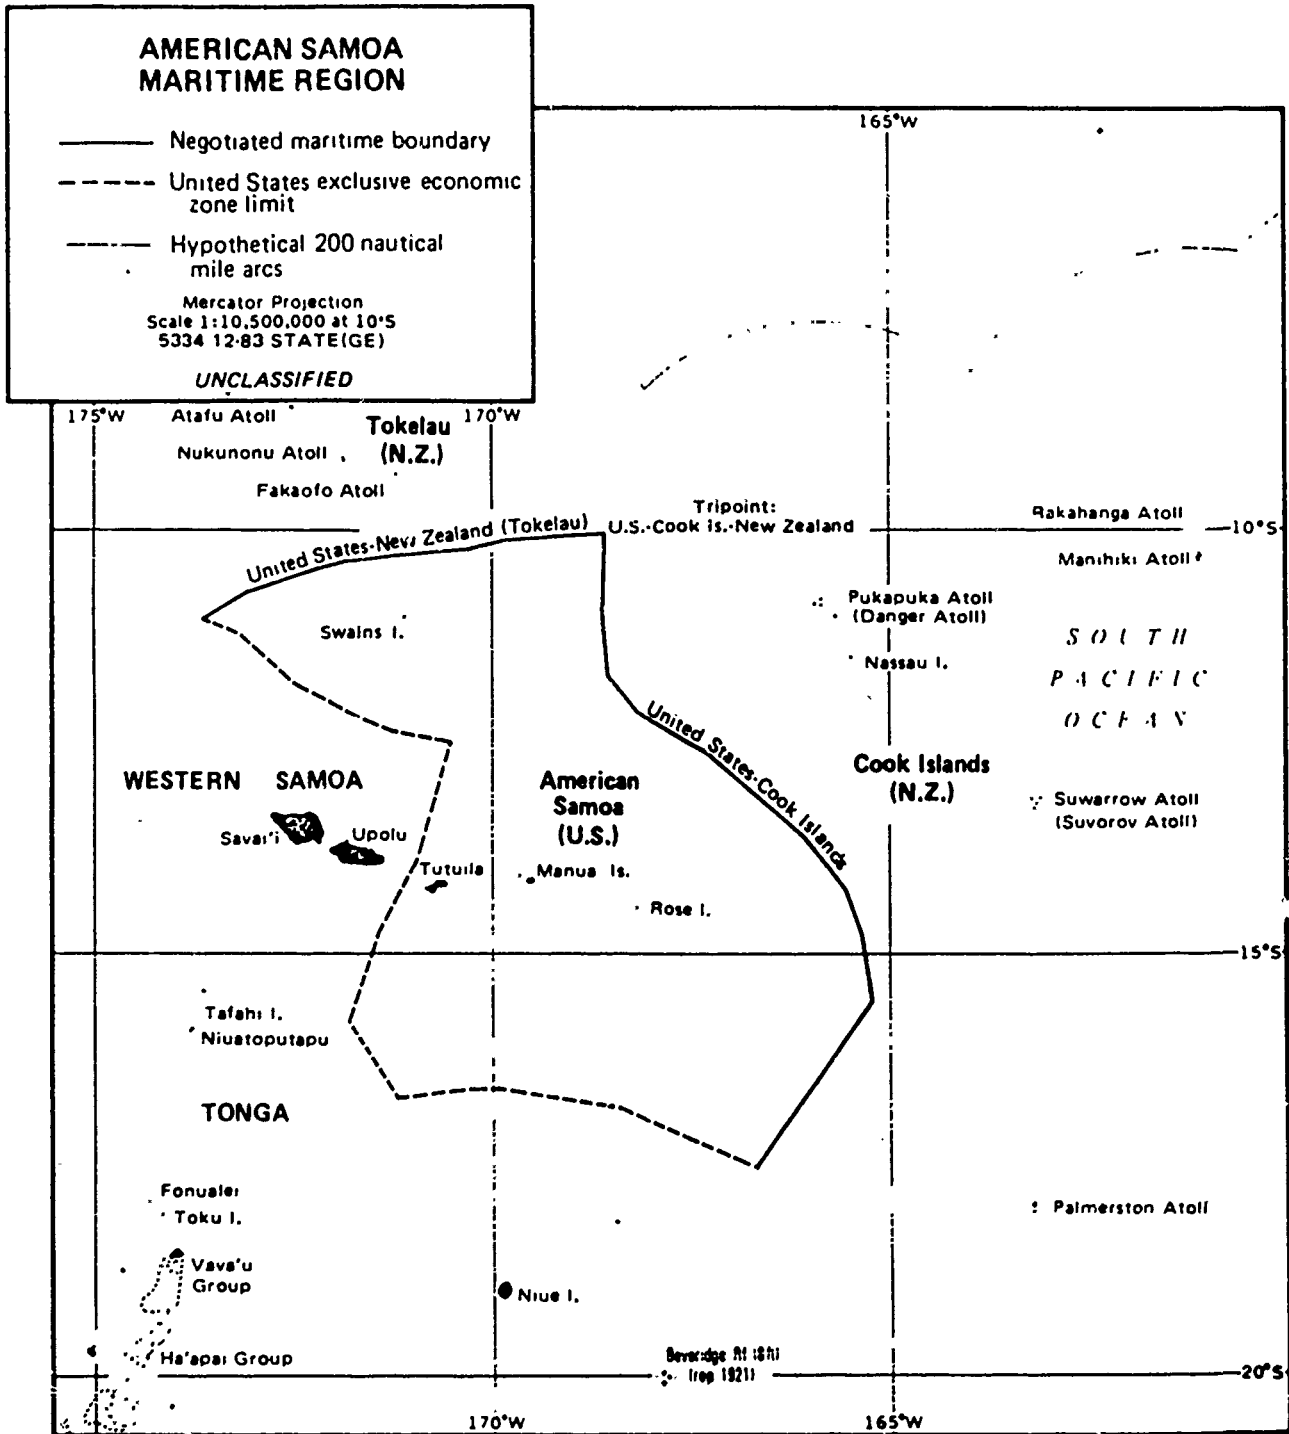 AMERICAN SAMOA
MARITIME REGION
Negotiated maritime boundary
United States exclusive economic
zone limit
Hypothetical 200 nautical
mile arcs
Mercator Projection
Scale 1:10,500,000 at 10°S
5334 12-83 STATE(GE)
UNCLASSIFIED
165°W
175°W
170°W
Atafu Atoll
Tokelau
(N.Z.)
Nukunonu Atoll
Fakaofo Atoll
Tripoint:
U.S.-Cook is.-New Zealand
Rakahanga Atoll
10°S
United States-New Zealand (Tokelau)
Manihiki Atoll
Pukapuka Atoll
(Danger Atoll)
Swains I.
SOUTH
PACIFIC
OCEAN
Nassau I.
United States-Cook Islands
WESTERN SAMOA
American
Samoa
(U.S.)
Cook Islands
(N.Z.)
Suwarrow Atoll
(Suvorov Atoll)
Savai'i
Upolu
Tutuila
Manua Is.
Rose I.
15°S
Tafahi I.
Niuatoputapu
TONGA
Fonualei
Toku I.
Palmerston Atoll
Vava'u
Group
Niue I.
Ha'apai Group
Beveridge
20°S
170°W
165°W